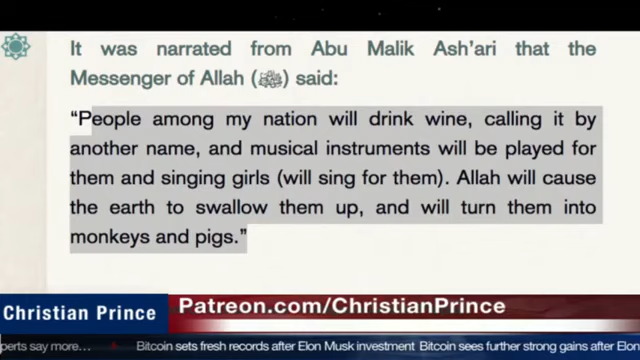 It was narrated from Abu Malik Ash'ari that the
Messenger of Allah (ﷺ) said:
“People among my nation will drink wine, calling it by
another name, and musical instruments will be played for
them and singing girls (will sing for them). Allah will cause
the earth to swallow them up, and will turn them into
monkeys and pigs.”
Christian Prince
Patreon.com/ChristianPrince
perts say more... Bitcoin sets fresh records after Elon Musk investment Bitcoin sees further strong gains after Elon